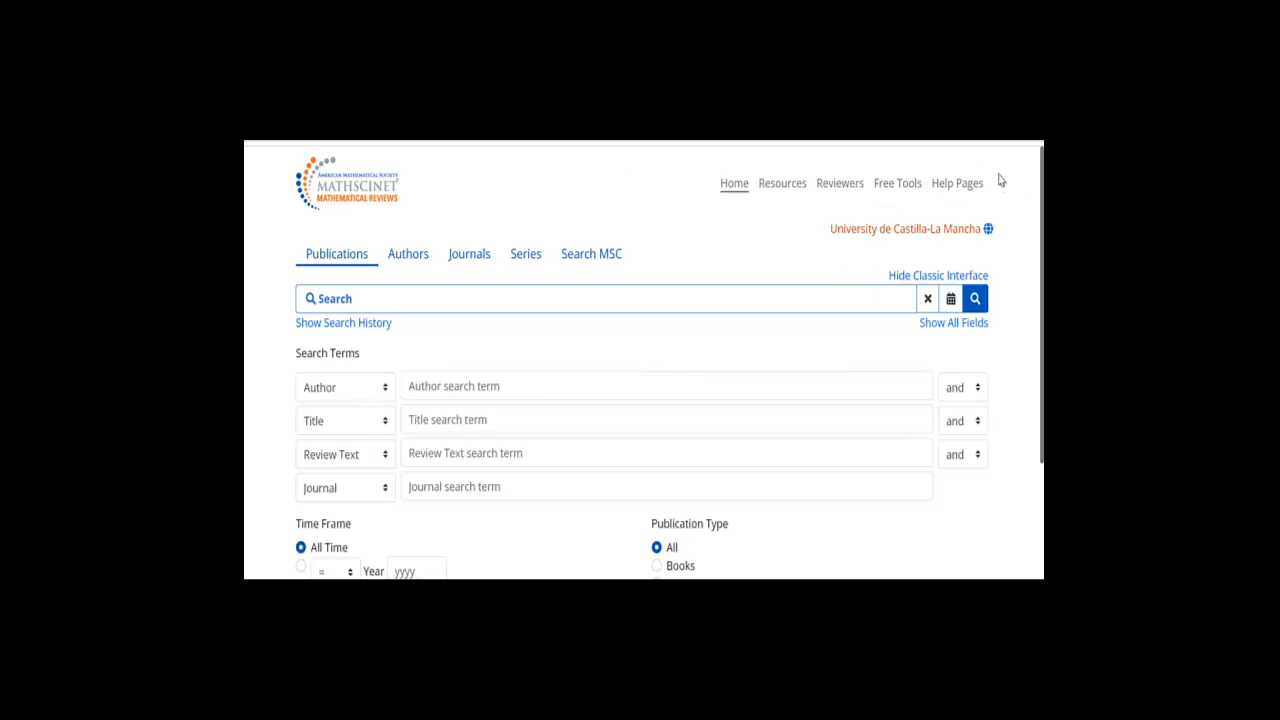 AMERICAN MATHEMATICAL SOCIETY
MATHSCINET
MATHEMATICAL REVIEWS
Home Resources Reviewers Free Tools Help Pages
University de Castilla-La Mancha
Publications Authors Journals Series Search MSC
Hide Classic Interface
Search
Show Search History Show All Fields
Search Terms
Author Author search term and
Title Title search term and
Review Text Review Text search term and
Journal Journal search term
Time Frame Publication Type
All Time All
= Year yyyy Books